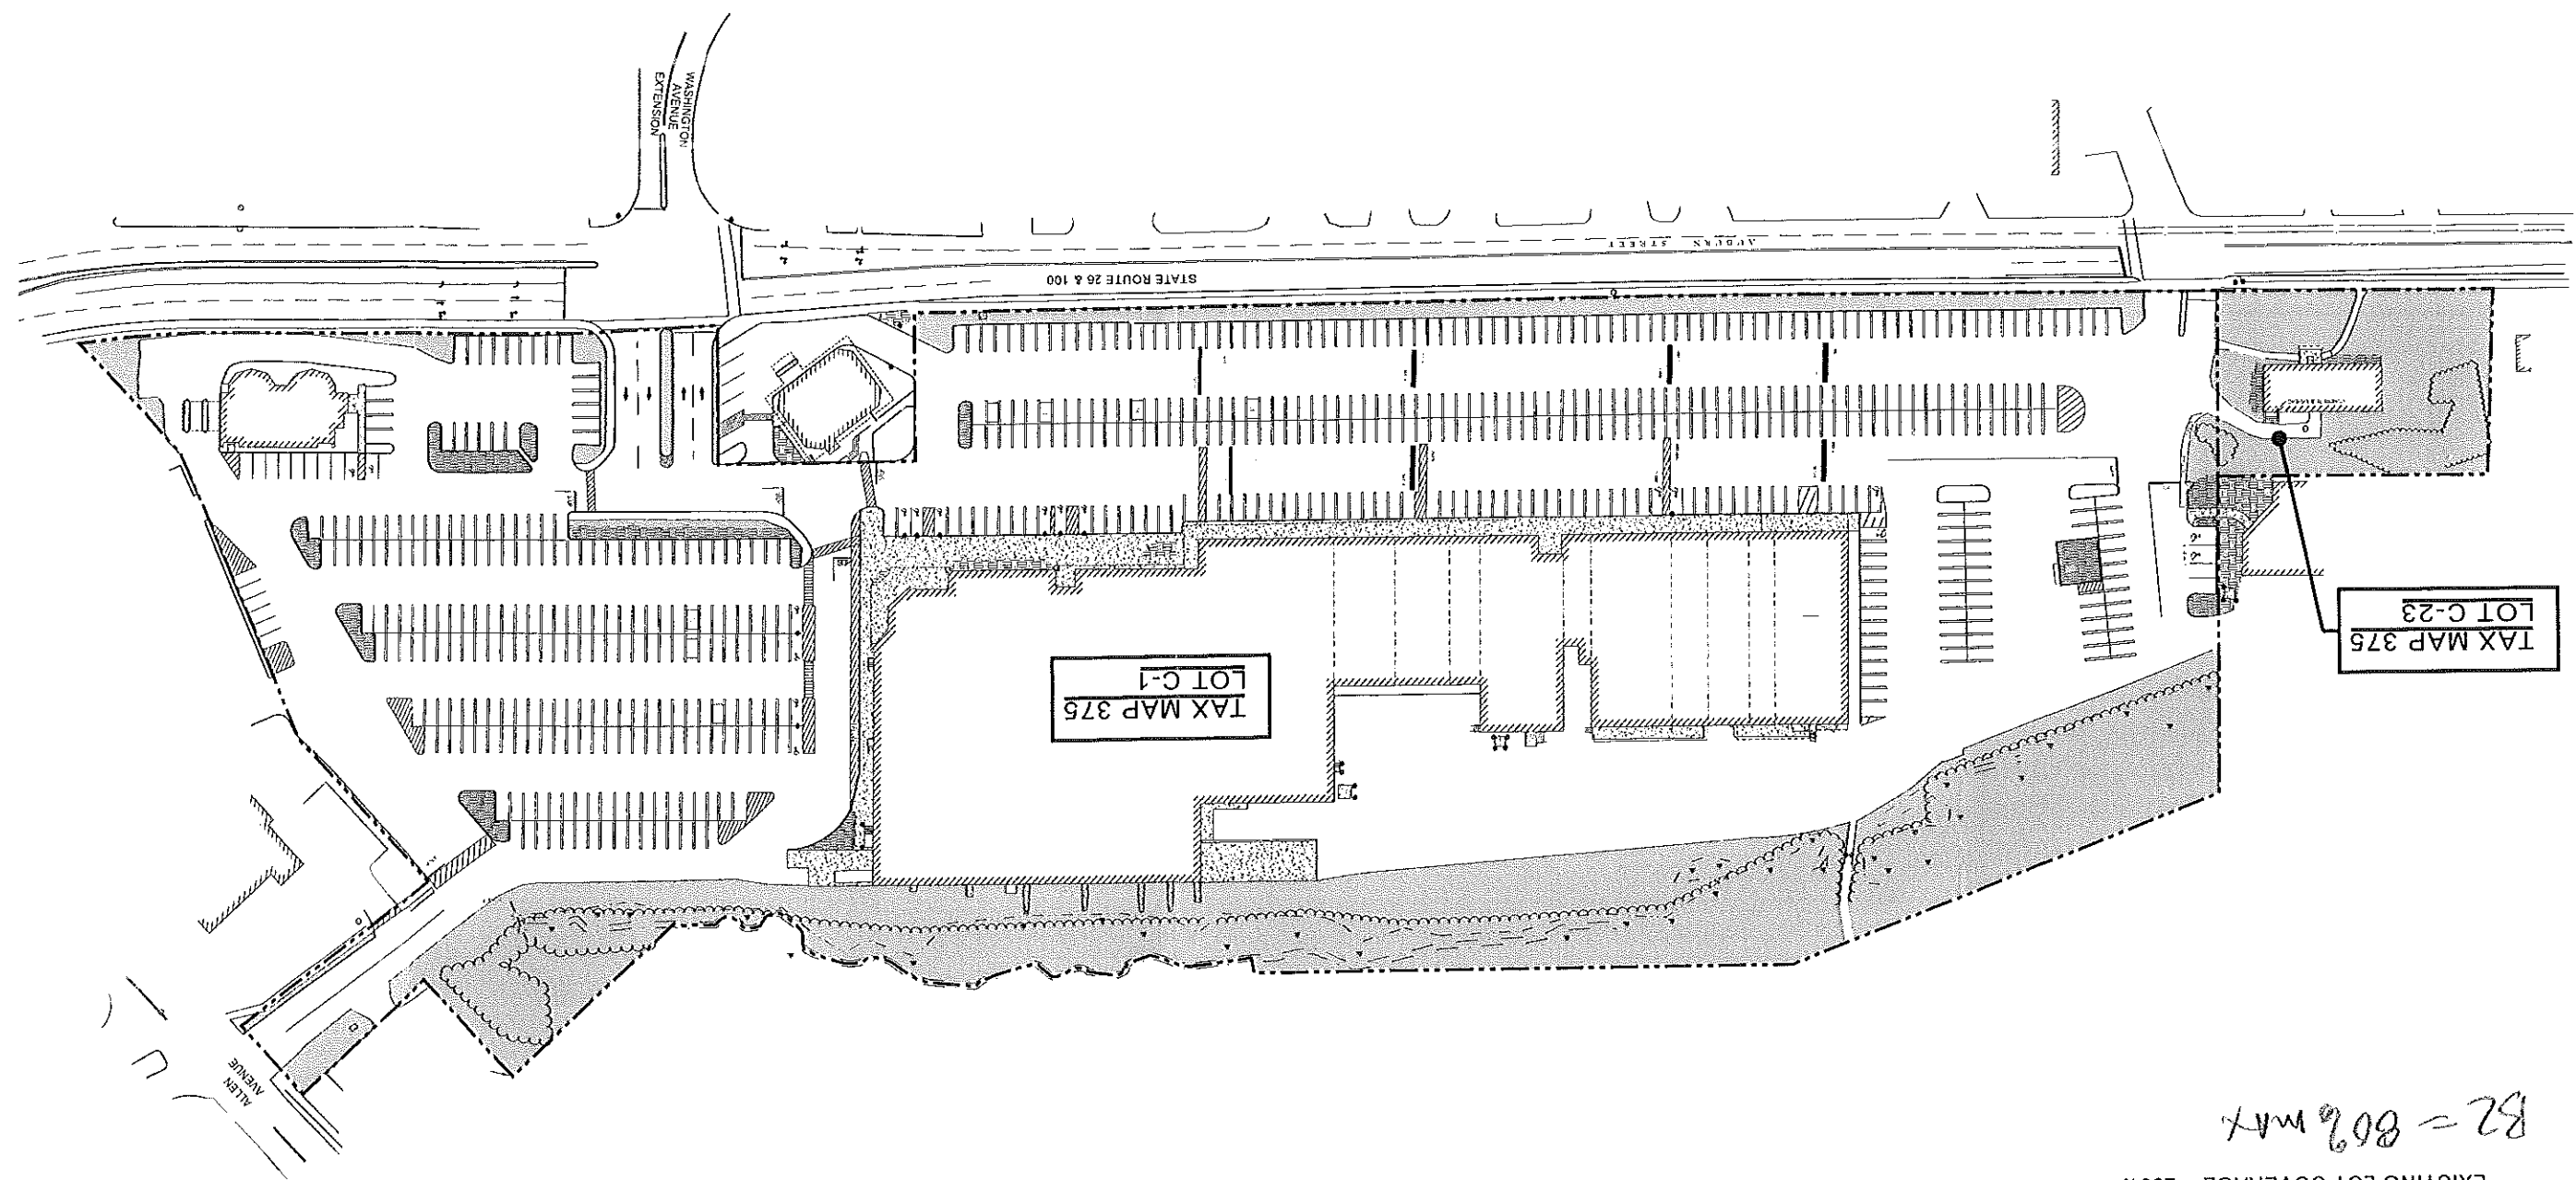 B2 = 80% MAX
TAX MAP 375
LOT C-23
TAX MAP 375
LOT C-1
STATE ROUTE 26 & 100
AUBURN STREET
WASHINGTON
AVENUE
EXTENSION
ALLEN
AVENUE
EXISTING LOT COVERAGE